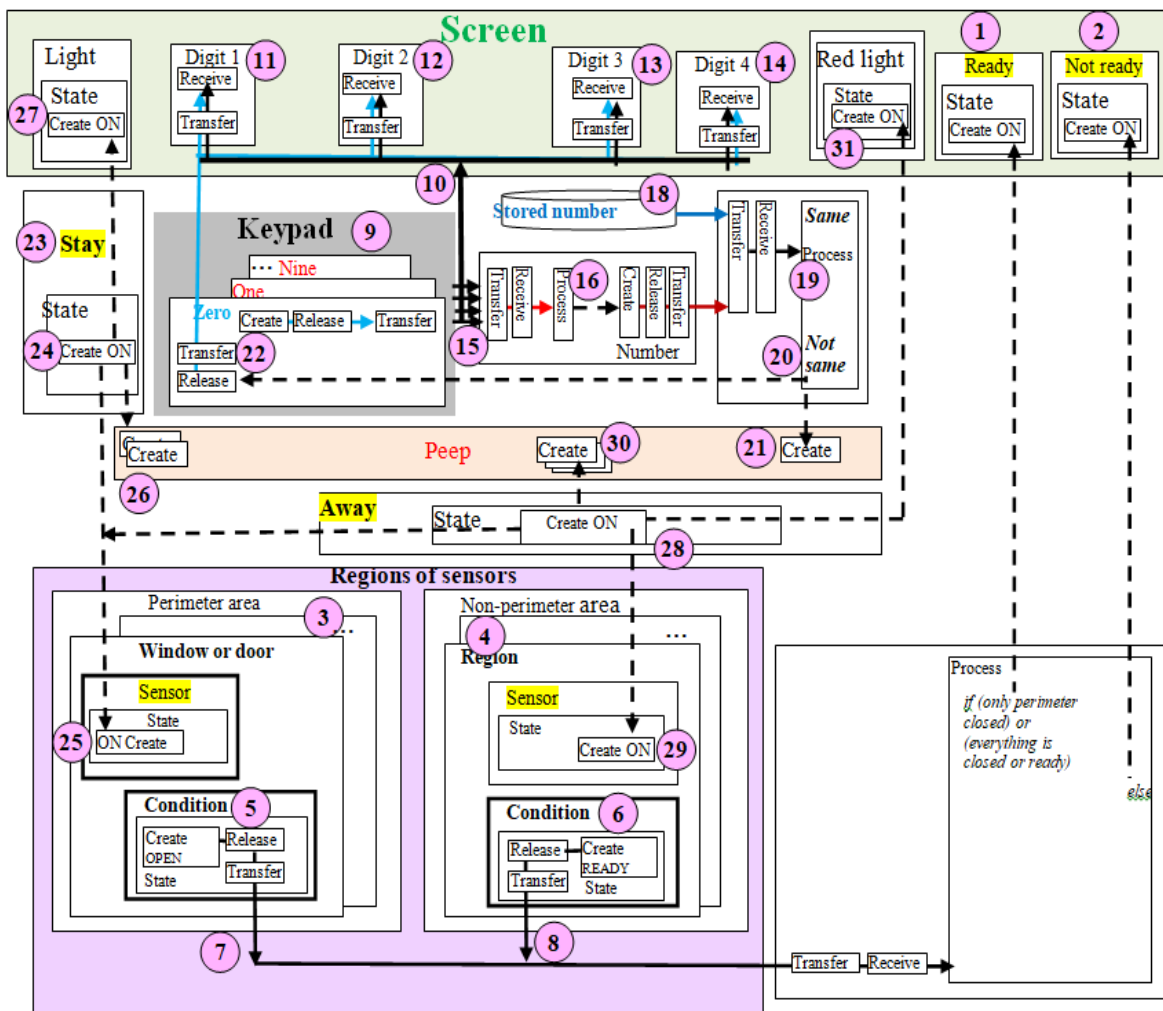 Screen
1
2
Light
State
Create ON
27
Digit 1
11
Receive
Transfer
Digit 2
12
Receive
Transfer
Digit 3
13
Receive
Transfer
Digit 4
14
Receive
Transfer
Red light
State
Create ON
31
Ready
State
Create ON
Not ready
State
Create ON
10
23
Stay
State
24
Create ON
Keypad
9
... Nine
One
Zero
Create
Release
Transfer
Transfer
22
Release
Stored number
18
Transfer
Receive
Process
16
Create
Release
Transfer
15
Number
Transfer
Receive
Same
Process
19
20
Not
same
Create
Create
26
Peep
Create
30
21
Create
Away
State
Create ON
28
Regions of sensors
Perimeter area
3
...
Window or door
Sensor
State
25
ON Create
Condition
5
Create
OPEN
Release
Transfer
State
7
Non-perimeter area
4
...
Region
Sensor
State
Create ON
29
Condition
6
Release
Create
READY
Transfer
State
8
Transfer
Receive
Process
if (only perimeter
closed) or
(everything is
closed or ready)
else